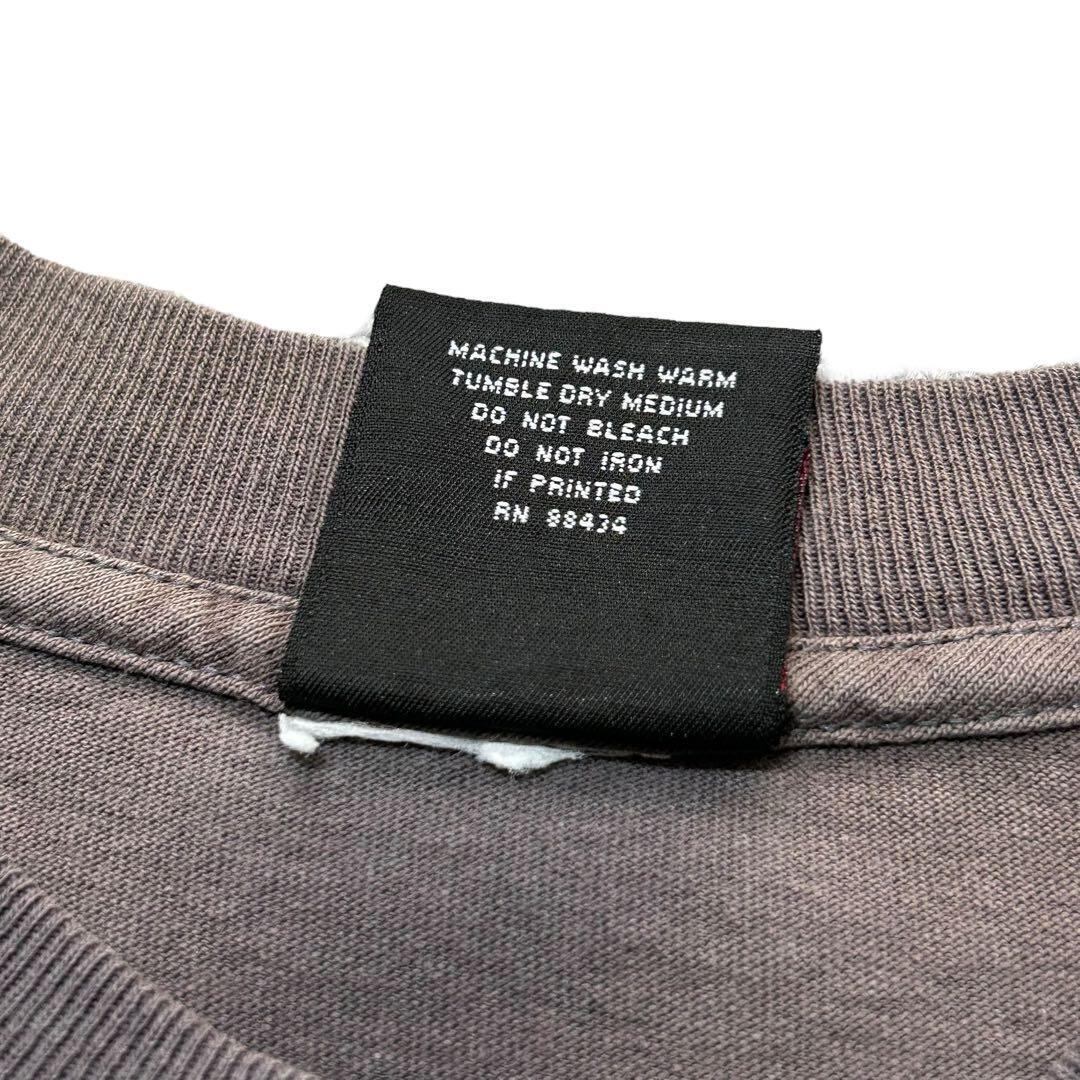 MACHINE WASH WARM
TUMBLE DRY MEDIUM
DO NOT BLEACH
DO NOT IRON
IF PRINTED
RN 88434